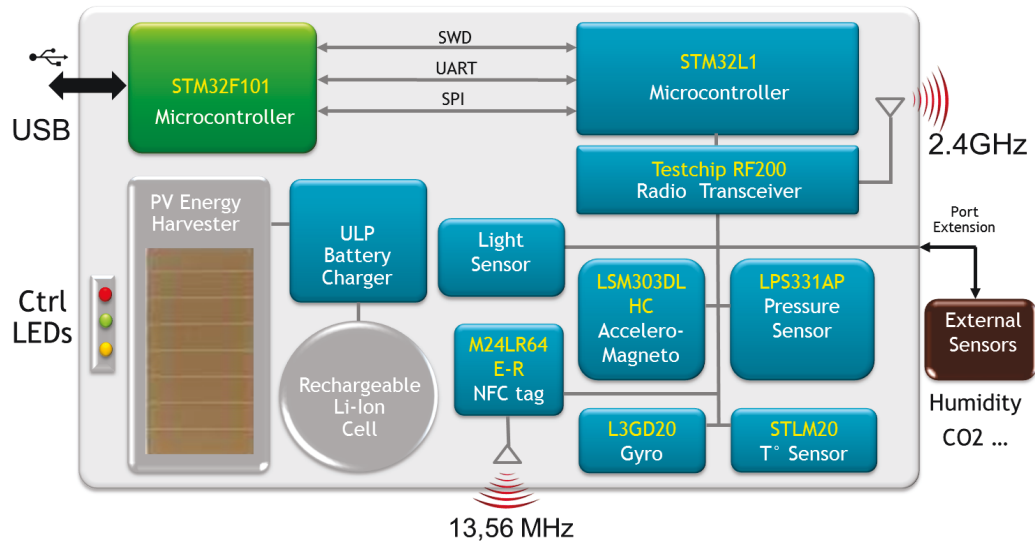 SWD
STM32F101
Microcontroller
UART
SPI
STM32L1
Microcontroller
USB
2.4GHz
Testchip RF200
Radio Transceiver
PV Energy
Harvester
ULP
Battery
Charger
Light
Sensor
Port
Extension
LSM303DL
HC
Accelero-
Magneto
LPS331AP
Pressure
Sensor
Ctrl
LEDs
External
Sensors
M24LR64
E-R
NFC tag
Rechargeable
Li-Ion
Cell
Humidity
CO2 ...
L3GD20
Gyro
STLM20
T° Sensor
13,56 MHz